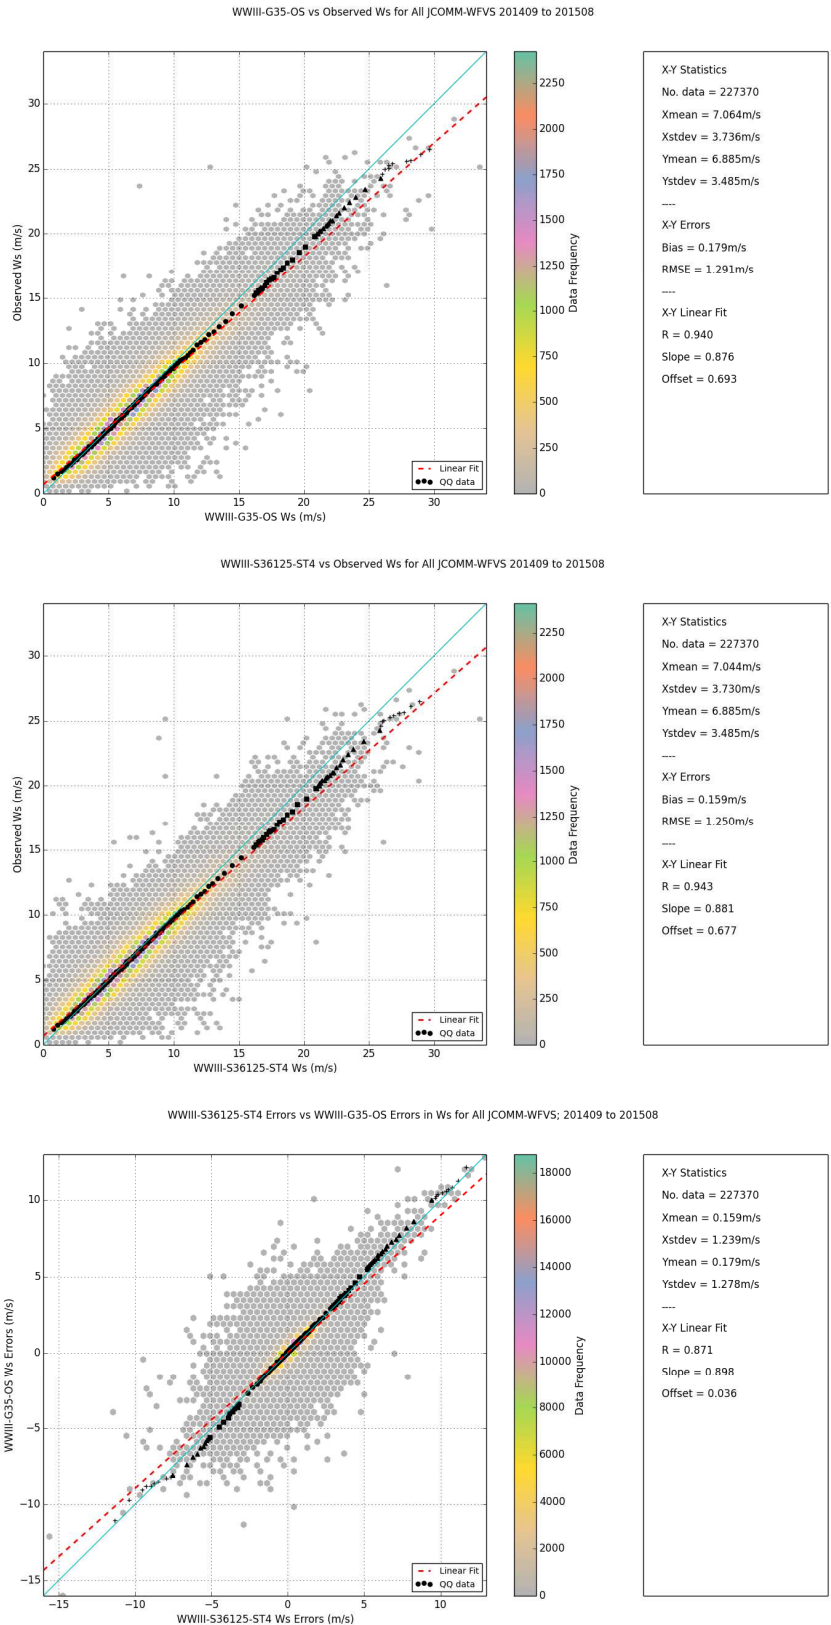 WWIII-G35-OS vs Observed Ws for All JCOMM-WFVS 201409 to 201508
Observed Ws (m/s)
30
25
20
15
10
5
0
0 5 10 15 20 25 30
WWIII-G35-OS Ws (m/s)
Linear Fit
QQ data
2250
2000
1750
1500
1250
1000
750
500
250
0
Data Frequency
X-Y Statistics
No. data = 227370
Xmean = 7.064m/s
Xstdev = 3.736m/s
Ymean = 6.885m/s
Ystdev = 3.485m/s
----
X-Y Errors
Bias = 0.179m/s
RMSE = 1.291m/s
----
X-Y Linear Fit
R = 0.940
Slope = 0.876
Offset = 0.693
WWIII-S36125-ST4 vs Observed Ws for All JCOMM-WFVS 201409 to 201508
Observed Ws (m/s)
30
25
20
15
10
5
0
0 5 10 15 20 25 30
WWIII-S36125-ST4 Ws (m/s)
Linear Fit
QQ data
2250
2000
1750
1500
1250
1000
750
500
250
0
Data Frequency
X-Y Statistics
No. data = 227370
Xmean = 7.044m/s
Xstdev = 3.730m/s
Ymean = 6.885m/s
Ystdev = 3.485m/s
----
X-Y Errors
Bias = 0.159m/s
RMSE = 1.250m/s
----
X-Y Linear Fit
R = 0.943
Slope = 0.881
Offset = 0.677
WWIII-S36125-ST4 Errors vs WWIII-G35-OS Errors in Ws for All JCOMM-WFVS; 201409 to 201508
WWIII-G35-OS Ws Errors (m/s)
10
5
0
−5
−10
−15
−15 −10 −5 0 5 10
WWIII-S36125-ST4 Ws Errors (m/s)
Linear Fit
QQ data
18000
16000
14000
12000
10000
8000
6000
4000
2000
0
Data Frequency
X-Y Statistics
No. data = 227370
Xmean = 0.159m/s
Xstdev = 1.239m/s
Ymean = 0.179m/s
Ystdev = 1.278m/s
----
X-Y Linear Fit
R = 0.871
Slope = 0.898
Offset = 0.036